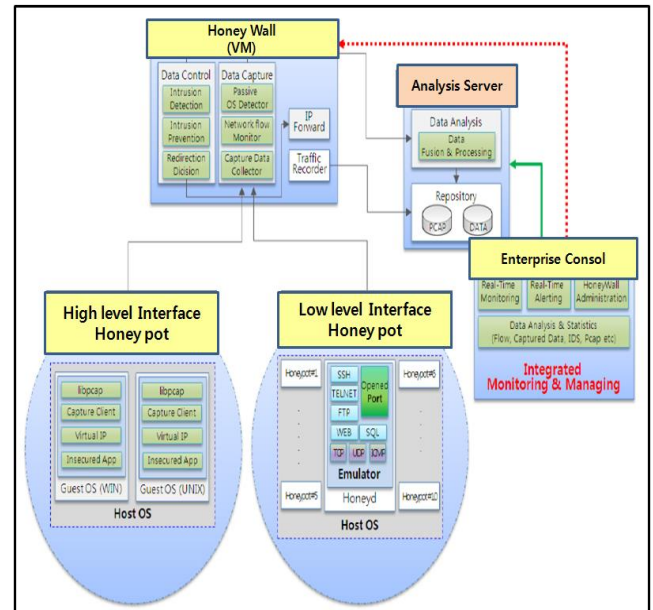 Honey Wall
(VM)
Data Control
Intrusion
Detection
Intrusion
Prevention
Redirection
Dicision
Data Capture
Passive
OS Detector
Network flow
Monitor
Capture Data
Collector
IP
Forward
Traffic
Recorder
Analysis Server
Data Analysis
Data
Fusion & Processing
Repository
PCAP
DATA
Enterprise Consol
Real-Time
Monitoring
Real-Time
Alerting
HoneyWall
Administration
Data Analysis & Statistics
(Flow, Captured Data, IDS, Pcap etc)
Integrated
Monitoring & Managing
High level Interface
Honey pot
libpcap
Capture Client
Virtual IP
Insecured App
Guest OS (WIN)
libpcap
Capture Client
Virtual IP
Insecured App
Guest OS (UNIX)
Host OS
Low level Interface
Honey pot
Honeypot#1
Honeypot#5
SSH
TELNET
FTP
Opened
Port
WEB
SQL
TCP
UDP
ICMP
Emulator
Honeyd
Honeypot#6
Honeypot#10
Host OS